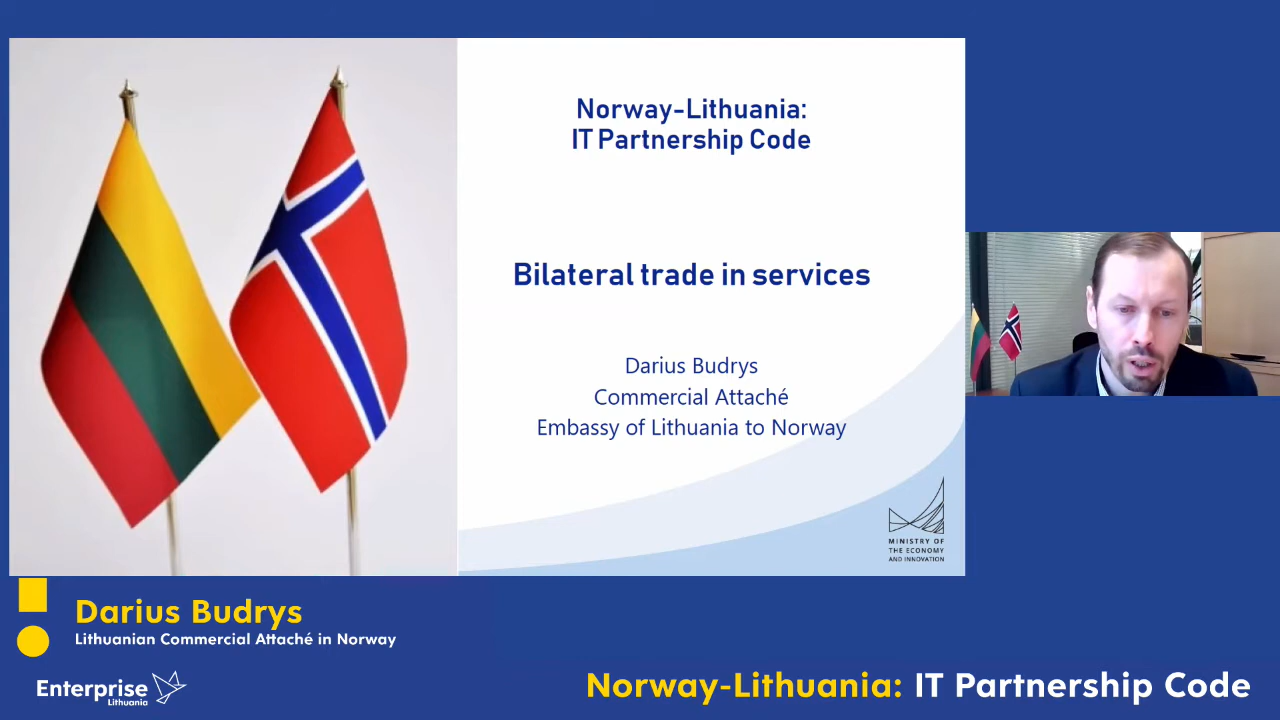 Norway-Lithuania:
IT Partnership Code
Bilateral trade in services
Darius Budrys
Commercial Attaché
Embassy of Lithuania to Norway
MINISTRY OF
THE ECONOMY
AND INNOVATION
Darius Budrys
Lithuanian Commercial Attaché in Norway
Enterprise
Lithuania
Norway-Lithuania: IT Partnership Code